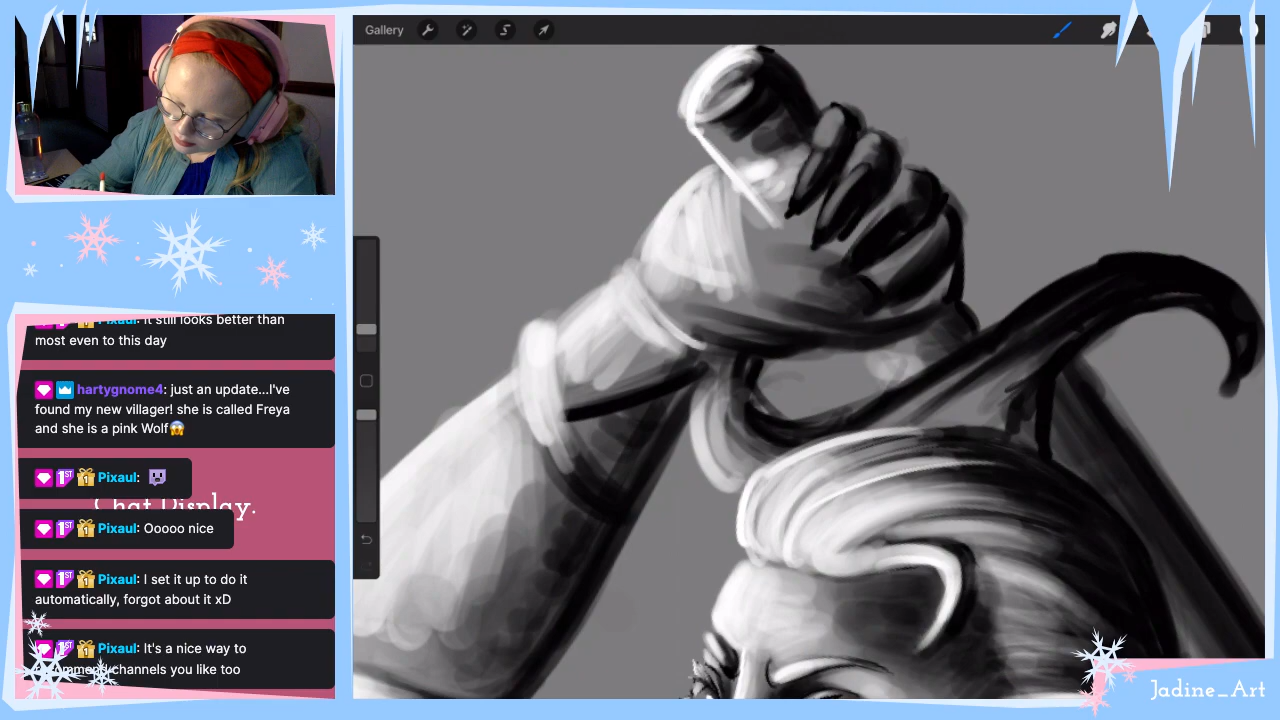 Gallery
Pixaul: It still looks better than
most even to this day
hartygnome4: just an update...I've
found my new villager! she is called Freya
and she is a pink Wolf
Pixaul:
Chat Display.
Pixaul: Ooooo nice
Pixaul: I set it up to do it
automatically, forgot about it xD
Pixaul: It's a nice way to
recommend channels you like too
Jadine_Art